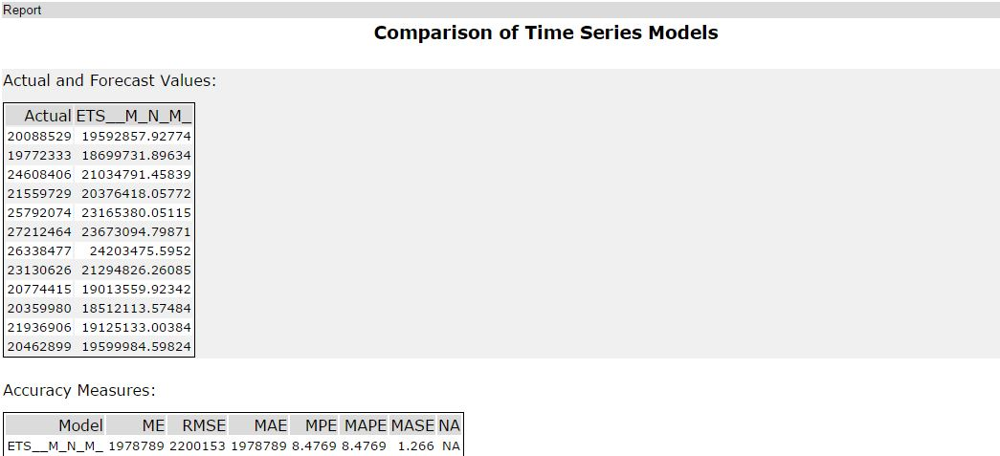 Report
Comparison of Time Series Models
Actual and Forecast Values:
Actual ETS__M_N_M_
20088529 19592857.92774
19772333 18699731.89634
24608406 21034791.45839
21559729 20376418.05772
25792074 23165380.05115
27212464 23673094.79871
26338477 24203475.5952
23130626 21294826.26085
20774415 19013559.92342
20359980 18512113.57484
21936906 19125133.00384
20462899 19599984.59824
Accuracy Measures:
Model ME RMSE MAE MPE MAPE MASE NA
ETS__M_N_M_ 1978789 2200153 1978789 8.4769 8.4769 1.266 NA